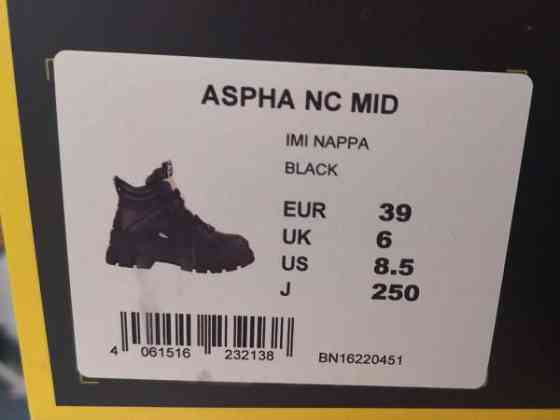 ASPHA NC MID
IMI NAPPA
BLACK
EUR 39
UK 6
US 8.5
J 250
4 061516 232138
BN16220451